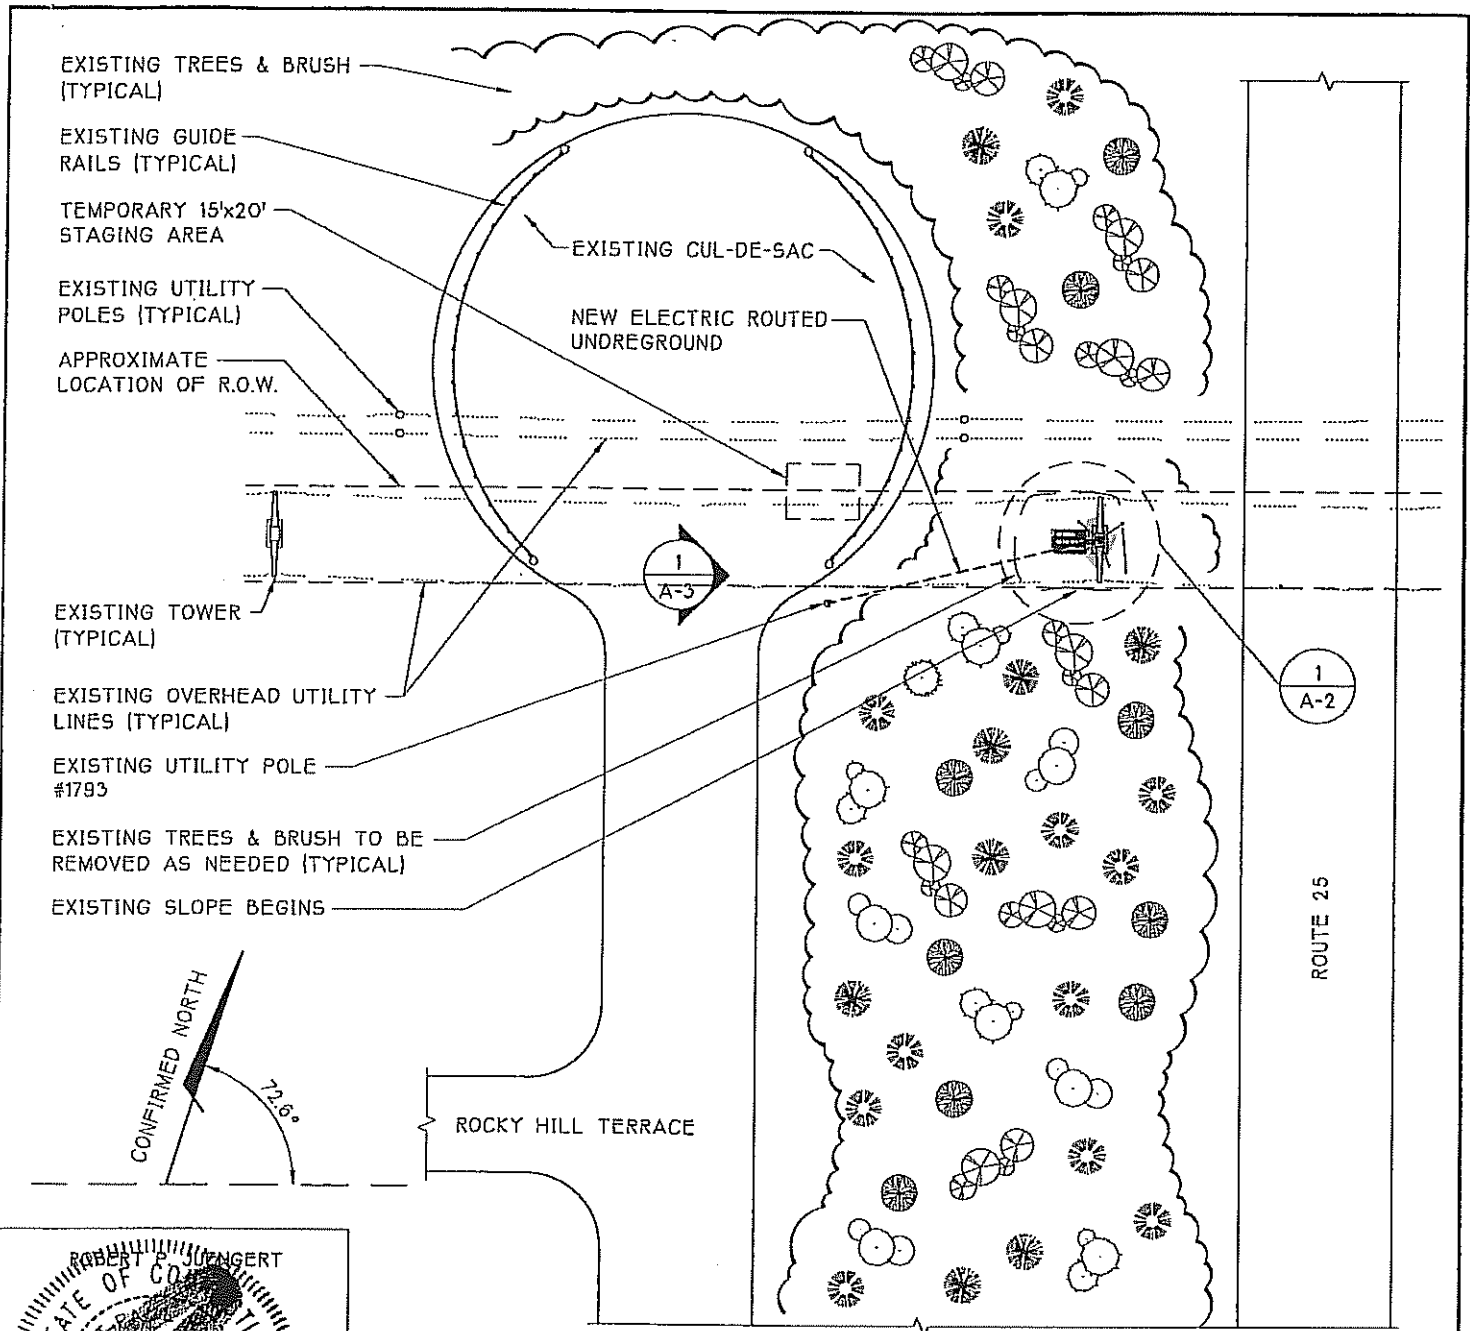 EXISTING TREES & BRUSH
(TYPICAL)
EXISTING GUIDE
RAILS (TYPICAL)
TEMPORARY 15'x20'
STAGING AREA
EXISTING UTILITY
POLES (TYPICAL)
APPROXIMATE
LOCATION OF R.O.W.
EXISTING CUL-DE-SAC
NEW ELECTRIC ROUTED
UNDREGROUND
1
A-3
EXISTING TOWER
(TYPICAL)
EXISTING OVERHEAD UTILITY
LINES (TYPICAL)
EXISTING UTILITY POLE
#1793
EXISTING TREES & BRUSH TO BE
REMOVED AS NEEDED (TYPICAL)
EXISTING SLOPE BEGINS
1
A-2
ROUTE 25
CONFIRMED NORTH
72.6°
ROCKY HILL TERRACE
ROBERT P. JUENGERT
OF